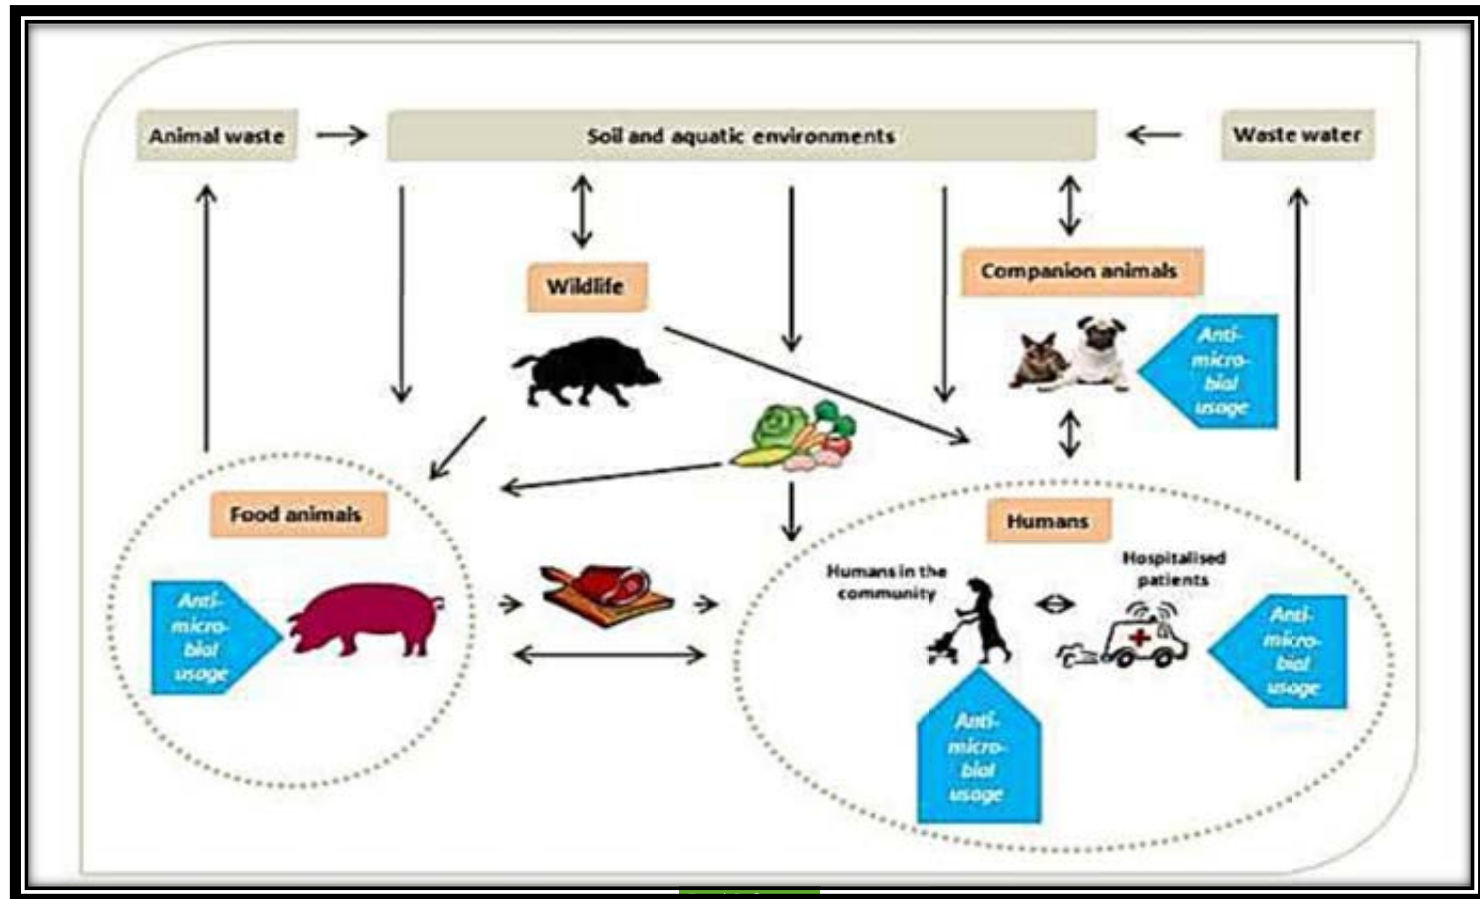 Animal waste
Soil and aquatic environments
Waste water
Wildlife
Companion animals
Anti-
micro-
bial
usage
Food animals
Humans
Humans in the
community
Hospitalised
patients
Anti-
micro-
bial
usage
Anti-
micro-
bial
usage
Anti-
micro-
bial
usage